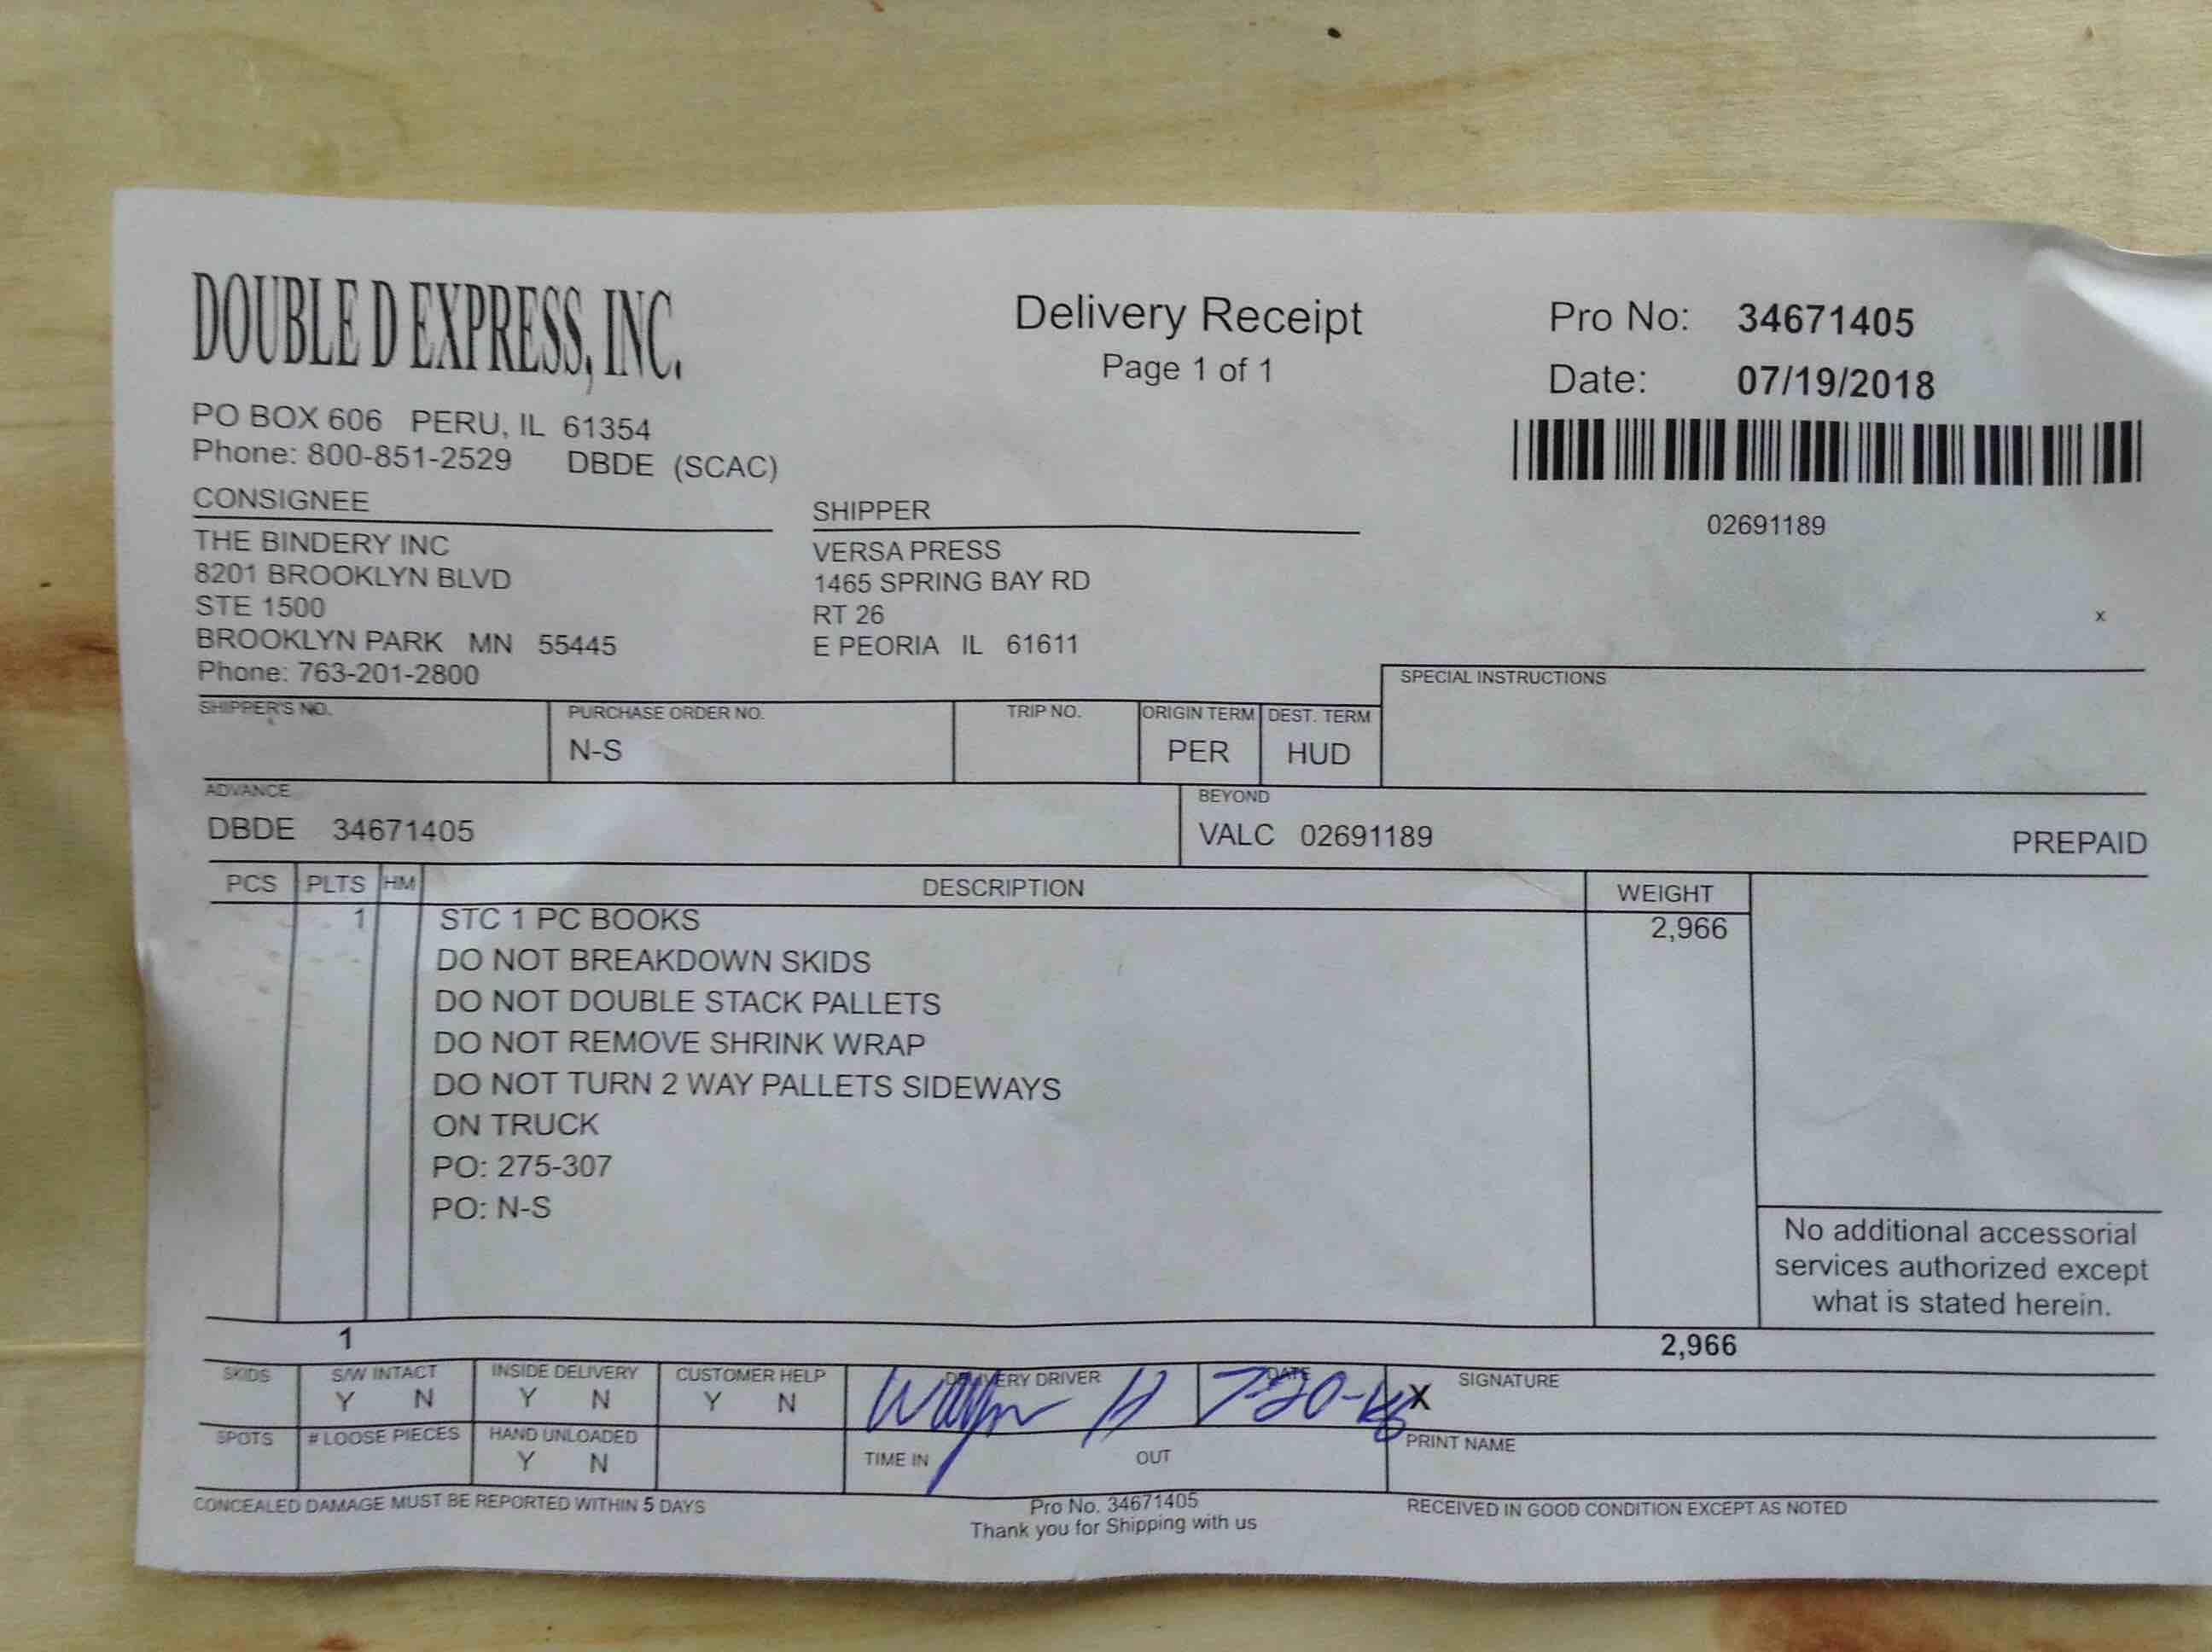 DOUBLE D EXPRESS, INC.
Delivery Receipt
Page 1 of 1
Pro No: 34671405
Date: 07/19/2018
02691189
x
PO BOX 606 PERU, IL 61354
Phone: 800-851-2529 DBDE (SCAC)
CONSIGNEE
THE BINDERY INC
8201 BROOKLYN BLVD
STE 1500
BROOKLYN PARK MN 55445
Phone: 763-201-2800
SHIPPER
VERSA PRESS
1465 SPRING BAY RD
RT 26
E PEORIA IL 61611
SPECIAL INSTRUCTIONS
SHIPPER'S NO. PURCHASE ORDER NO. TRIP NO. ORIGIN TERM DEST. TERM
N-S PER HUD
ADVANCE BEYOND
DBDE 34671405 VALC 02691189 PREPAID
PCS PLTS HM DESCRIPTION WEIGHT
1 STC 1 PC BOOKS 2,966
DO NOT BREAKDOWN SKIDS
DO NOT DOUBLE STACK PALLETS
DO NOT REMOVE SHRINK WRAP
DO NOT TURN 2 WAY PALLETS SIDEWAYS
ON TRUCK
PO: 275-307
PO: N-S
No additional accessorial
services authorized except
what is stated herein.
1 2,966
SKIDS S/W INTACT INSIDE DELIVERY CUSTOMER HELP DELIVERY DRIVER DATE SIGNATURE
Y N Y N Y N Wayne H 7-20-18 X
SPOTS # LOOSE PIECES HAND UNLOADED TIME IN OUT PRINT NAME
Y N
CONCEALED DAMAGE MUST BE REPORTED WITHIN 5 DAYS
Pro No. 34671405
Thank you for Shipping with us
RECEIVED IN GOOD CONDITION EXCEPT AS NOTED